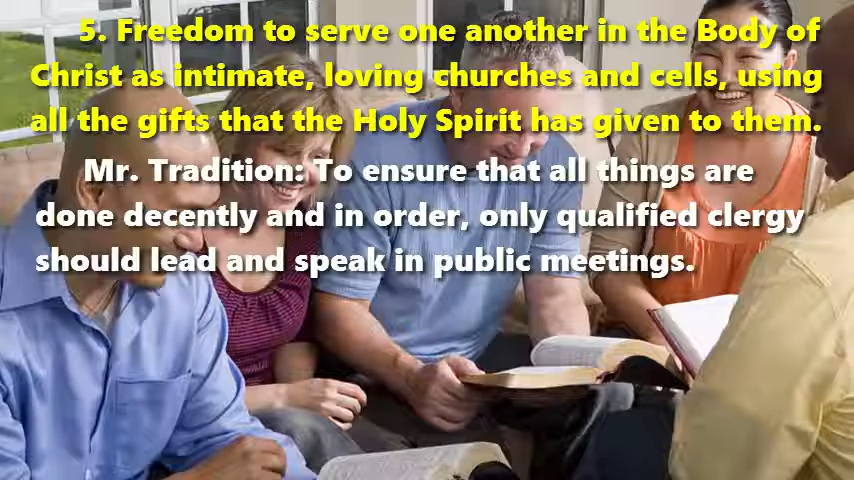 5. Freedom to serve one another in the Body of
Christ as intimate, loving churches and cells, using
all the gifts that the Holy Spirit has given to them.
Mr. Tradition: To ensure that all things are
done decently and in order, only qualified clergy
should lead and speak in public meetings.